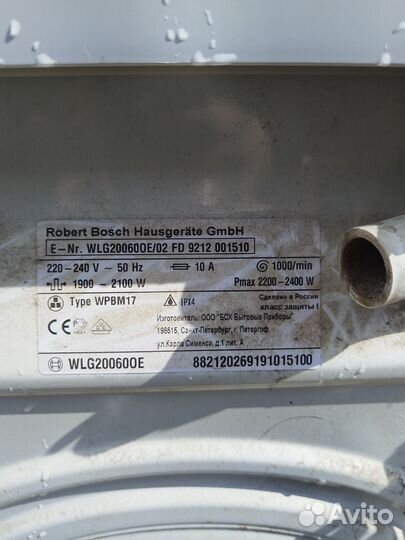 Robert Bosch Hausgeräte GmbH
E-Nr. WLG20060OE/02 FD 9212 001510
220-240 V ~ 50 Hz 10 A 1000/min
1900 - 2100 W Pmax 2200-2400 W
Type WPBM17 IPX4 Сделано в России
класс защиты I
Изготовитель: ООО "БСХ Бытовые Приборы"
198515, Санкт-Петербург, г. Петергоф,
ул.Карла Сименса, д.1 лит. А
WLG20060OE 882120269191015100
Avito